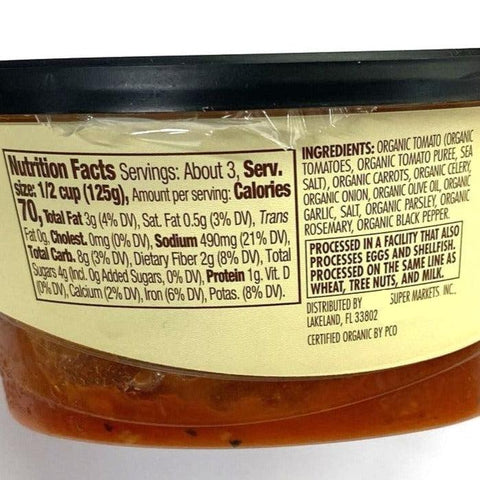 Nutrition Facts Servings: About 3, Serv.
size: 1/2 cup (125g), Amount per serving: Calories
70, Total Fat 3g (4% DV), Sat. Fat 0.5g (3% DV), Trans
Fat 0g, Cholest. 0mg (0% DV), Sodium 490mg (21% DV),
Total Carb. 8g (3% DV), Dietary Fiber 2g (8% DV), Total
Sugars 4g (Incl. 0g Added Sugars, 0% DV), Protein 1g. Vit. D
(0% DV), Calcium (2% DV), Iron (6% DV), Potas. (8% DV).
INGREDIENTS: ORGANIC TOMATO (ORGANIC
TOMATOES, ORGANIC TOMATO PUREE, SEA
SALT), ORGANIC CARROTS, ORGANIC CELERY,
ORGANIC ONION, ORGANIC OLIVE OIL, ORGANIC
GARLIC, SALT, ORGANIC PARSLEY, ORGANIC
ROSEMARY, ORGANIC BLACK PEPPER.
PROCESSED IN A FACILITY THAT ALSO
PROCESSES EGGS AND SHELLFISH.
PROCESSED ON THE SAME LINE AS
WHEAT, TREE NUTS, AND MILK.
DISTRIBUTED BY SUPER MARKETS, INC.,
LAKELAND, FL 33802
CERTIFIED ORGANIC BY PCO